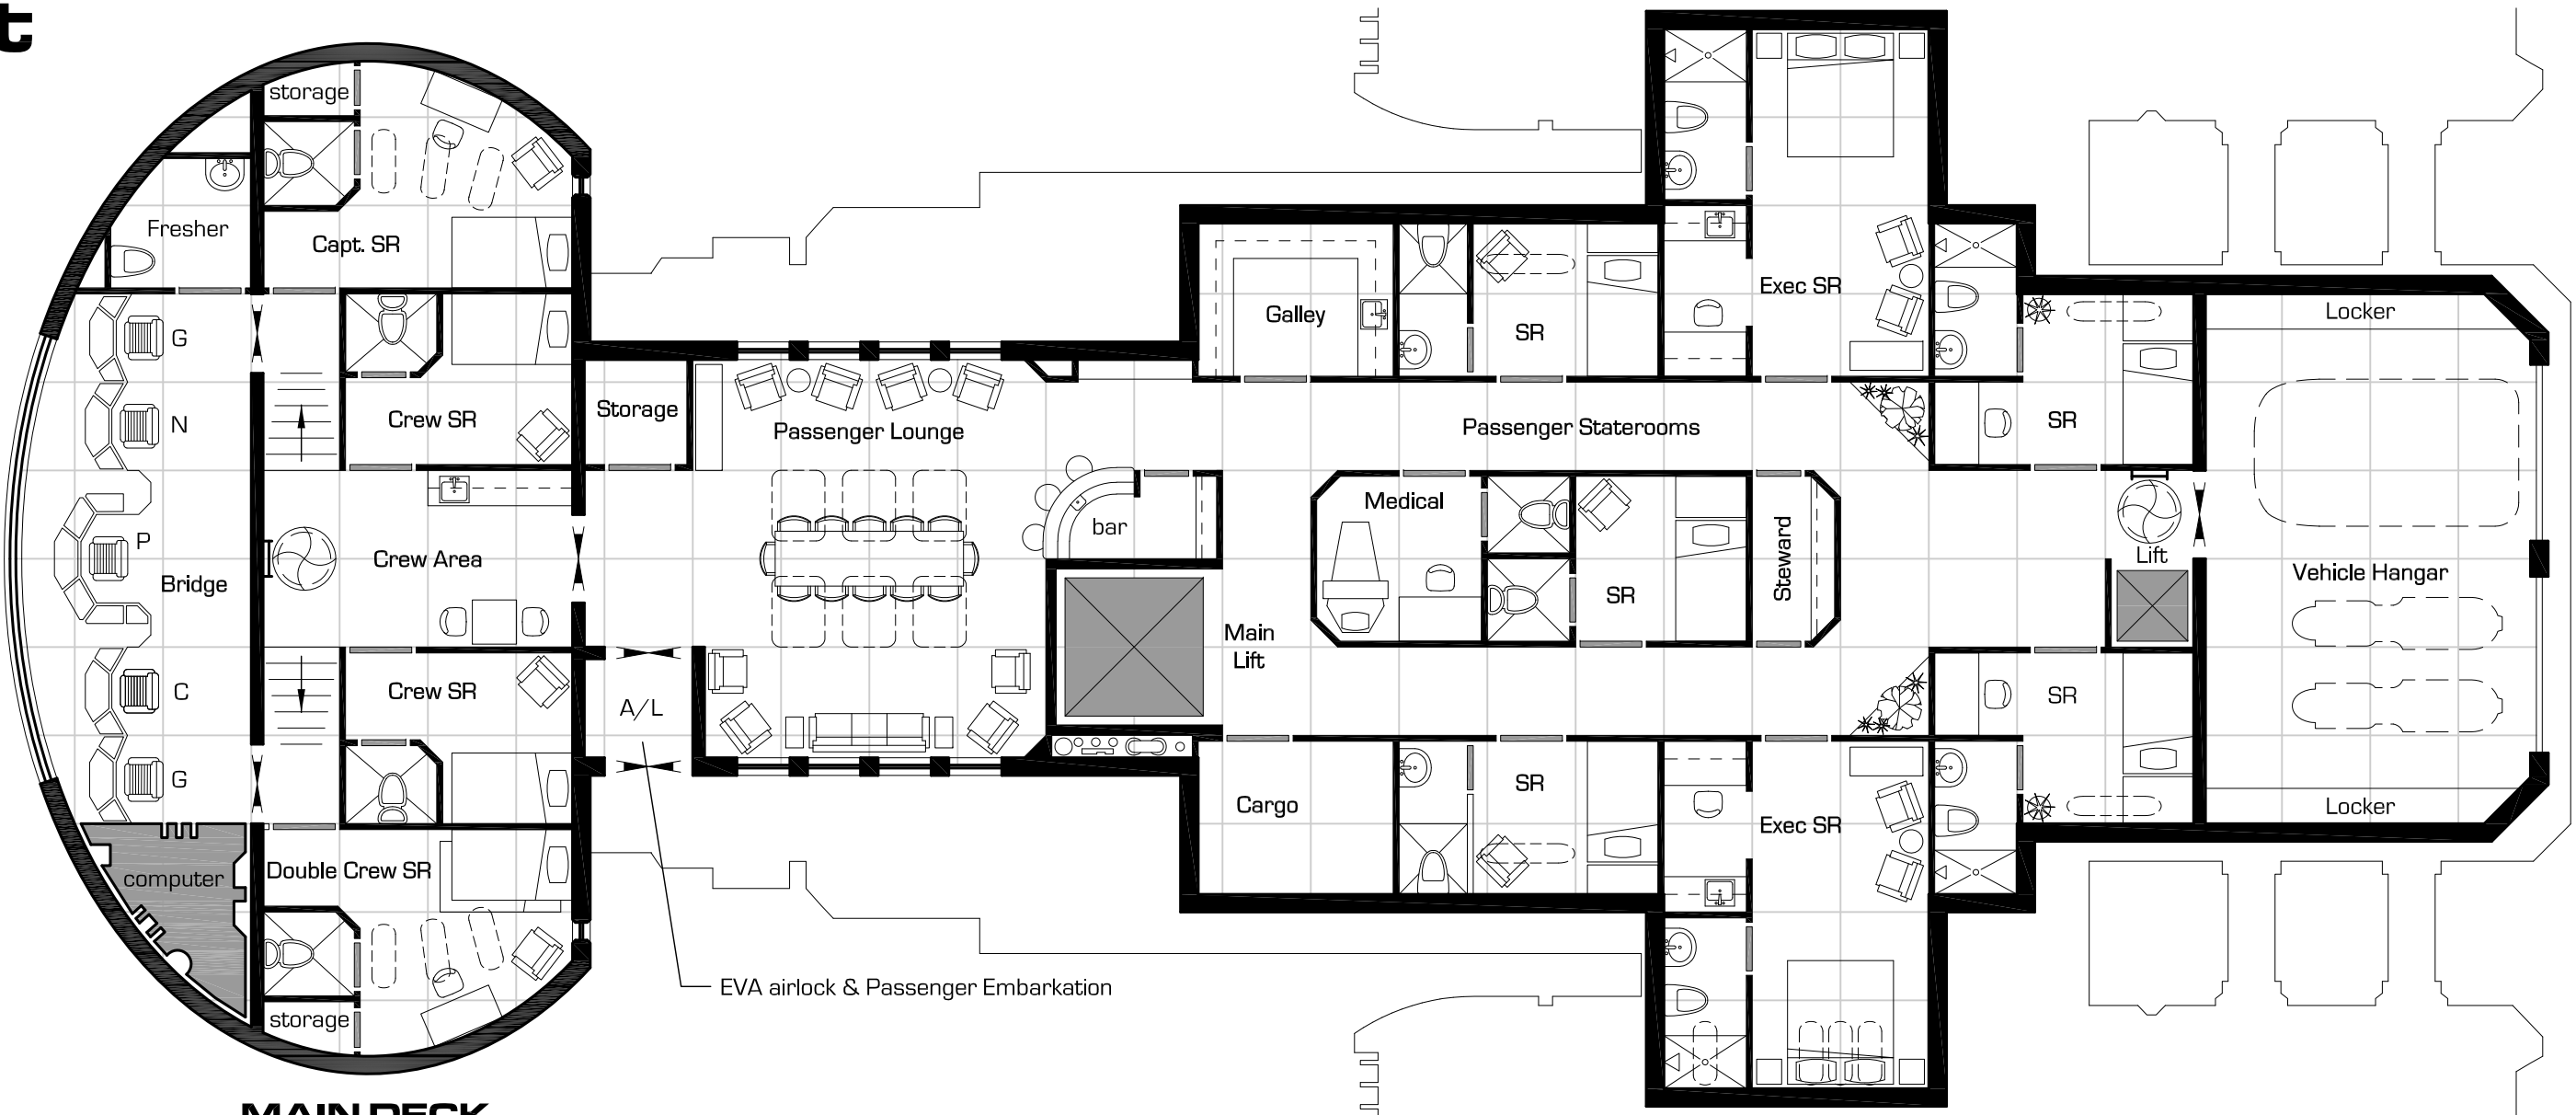 t
storage
Fresher
Capt. SR
G
N
P
Bridge
C
G
computer
Crew SR
Crew Area
Crew SR
Double Crew SR
storage
Storage
Passenger Lounge
A/L
EVA airlock & Passenger Embarkation
bar
Main
Lift
Galley
SR
Exec SR
Passenger Staterooms
Medical
SR
Steward
Cargo
SR
Exec SR
SR
Lift
SR
Locker
Vehicle Hangar
Locker
MAIN DECK